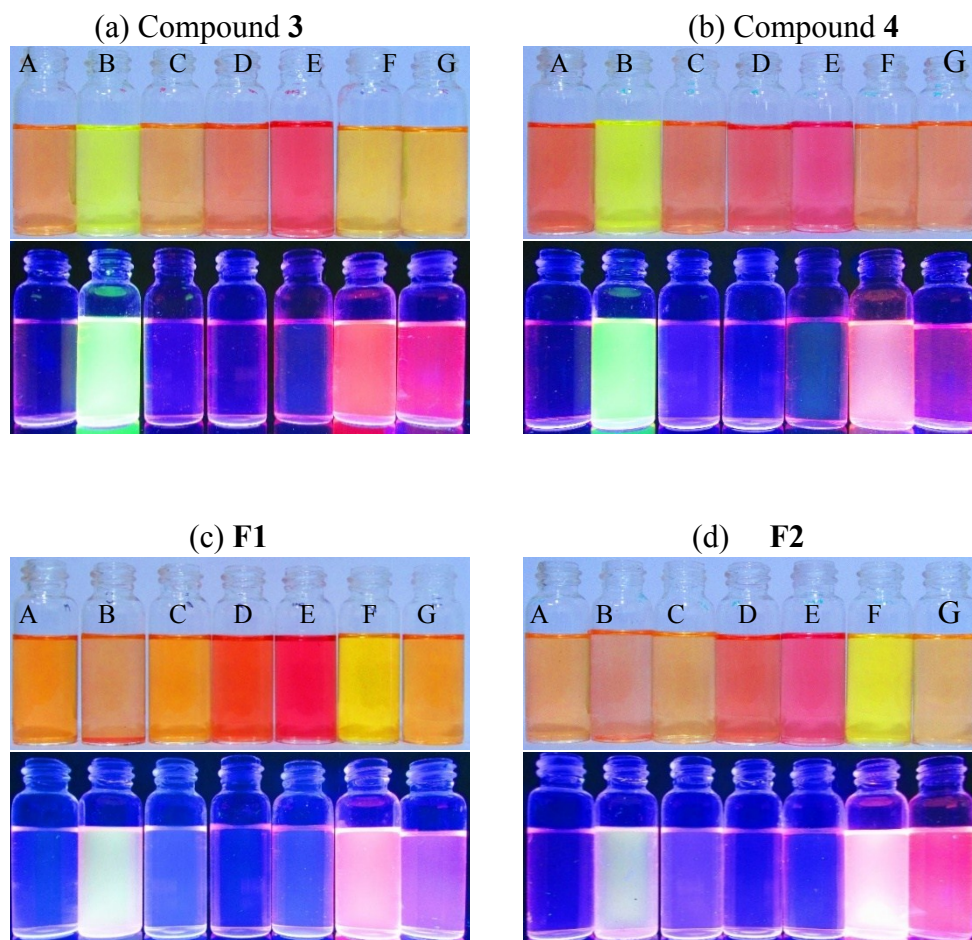 (a) Compound 3
A B C D E F G
(b) Compound 4
A B C D E F G
(c) F1
A B C D E F G
(d) F2
A B C D E F G